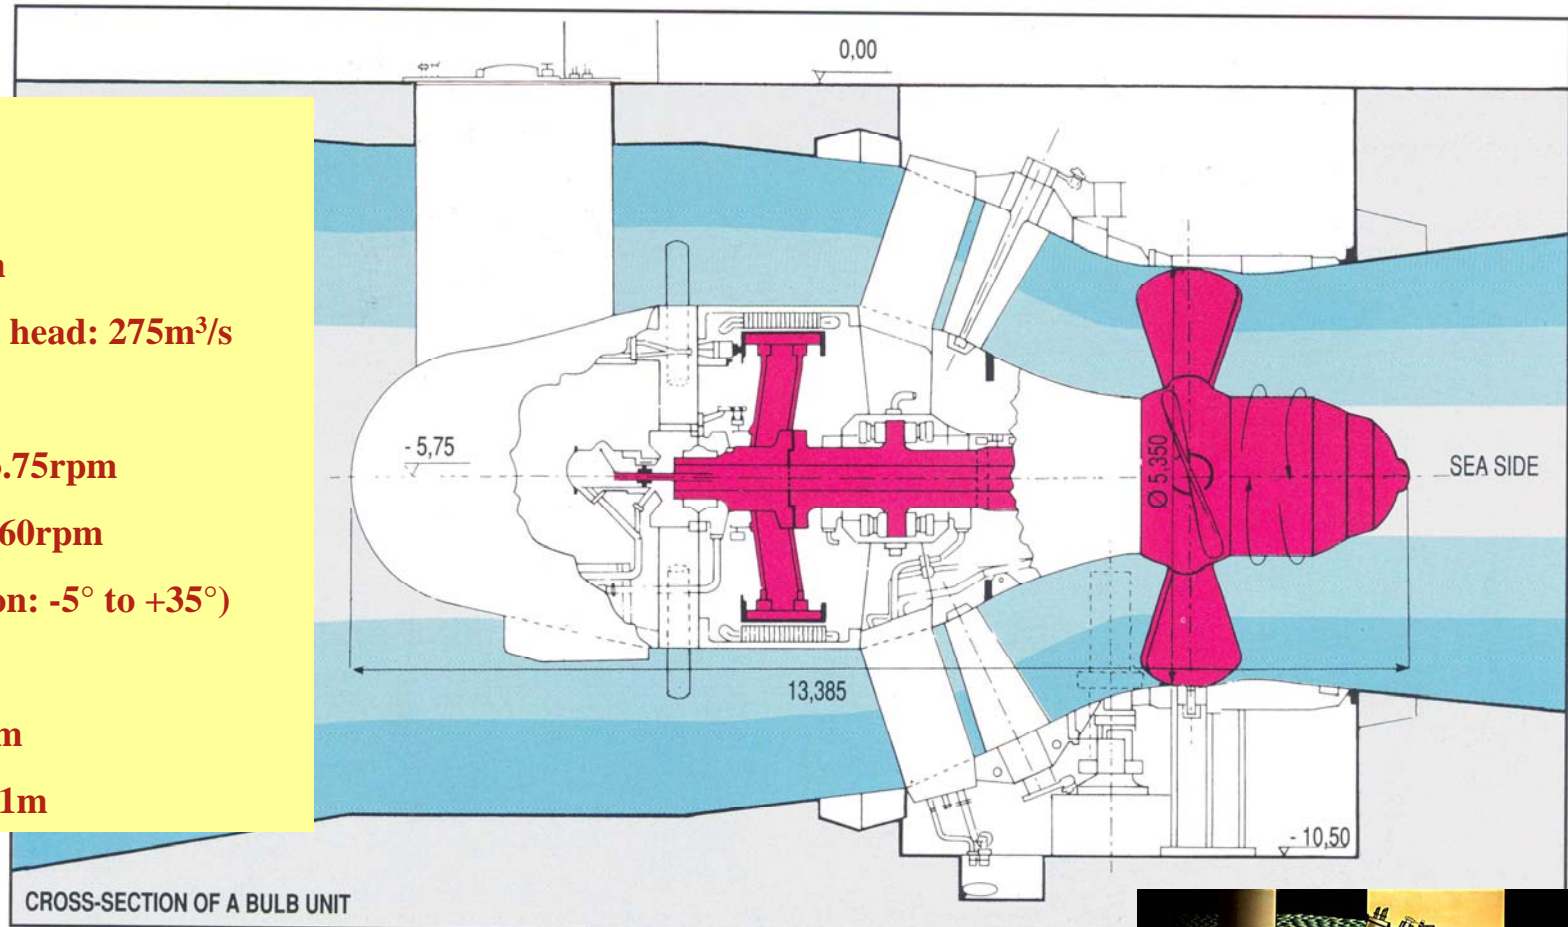 0,00
m
head: 275m³/s
.75rpm
60rpm
on: -5° to +35°)
m
1m
- 5,75
Ø 5,350
SEA SIDE
13,385
- 10,50
CROSS-SECTION OF A BULB UNIT